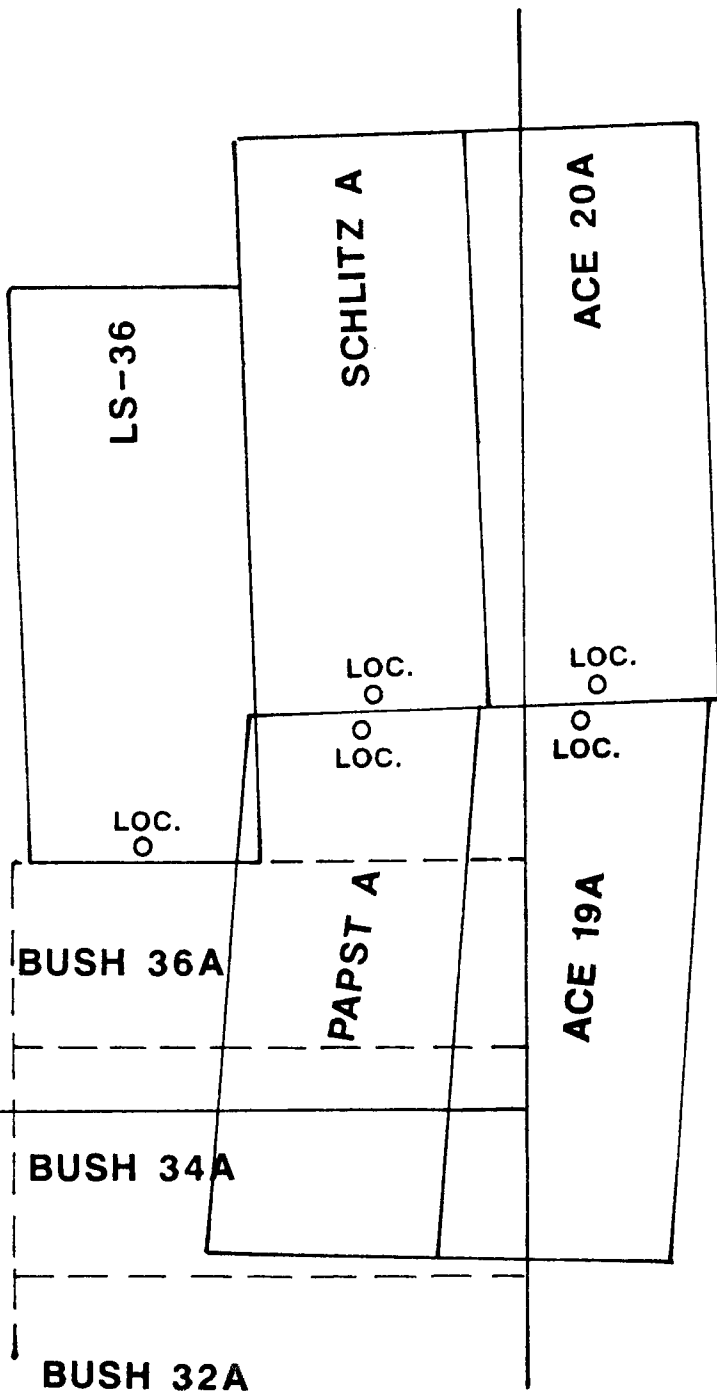 SCHLITZ A
ACE 20A
LS-36
LOC.
LOC.
LOC.
LOC.
LOC.
PAPST A
ACE 19A
BUSH 36A
BUSH 34A
BUSH 32A